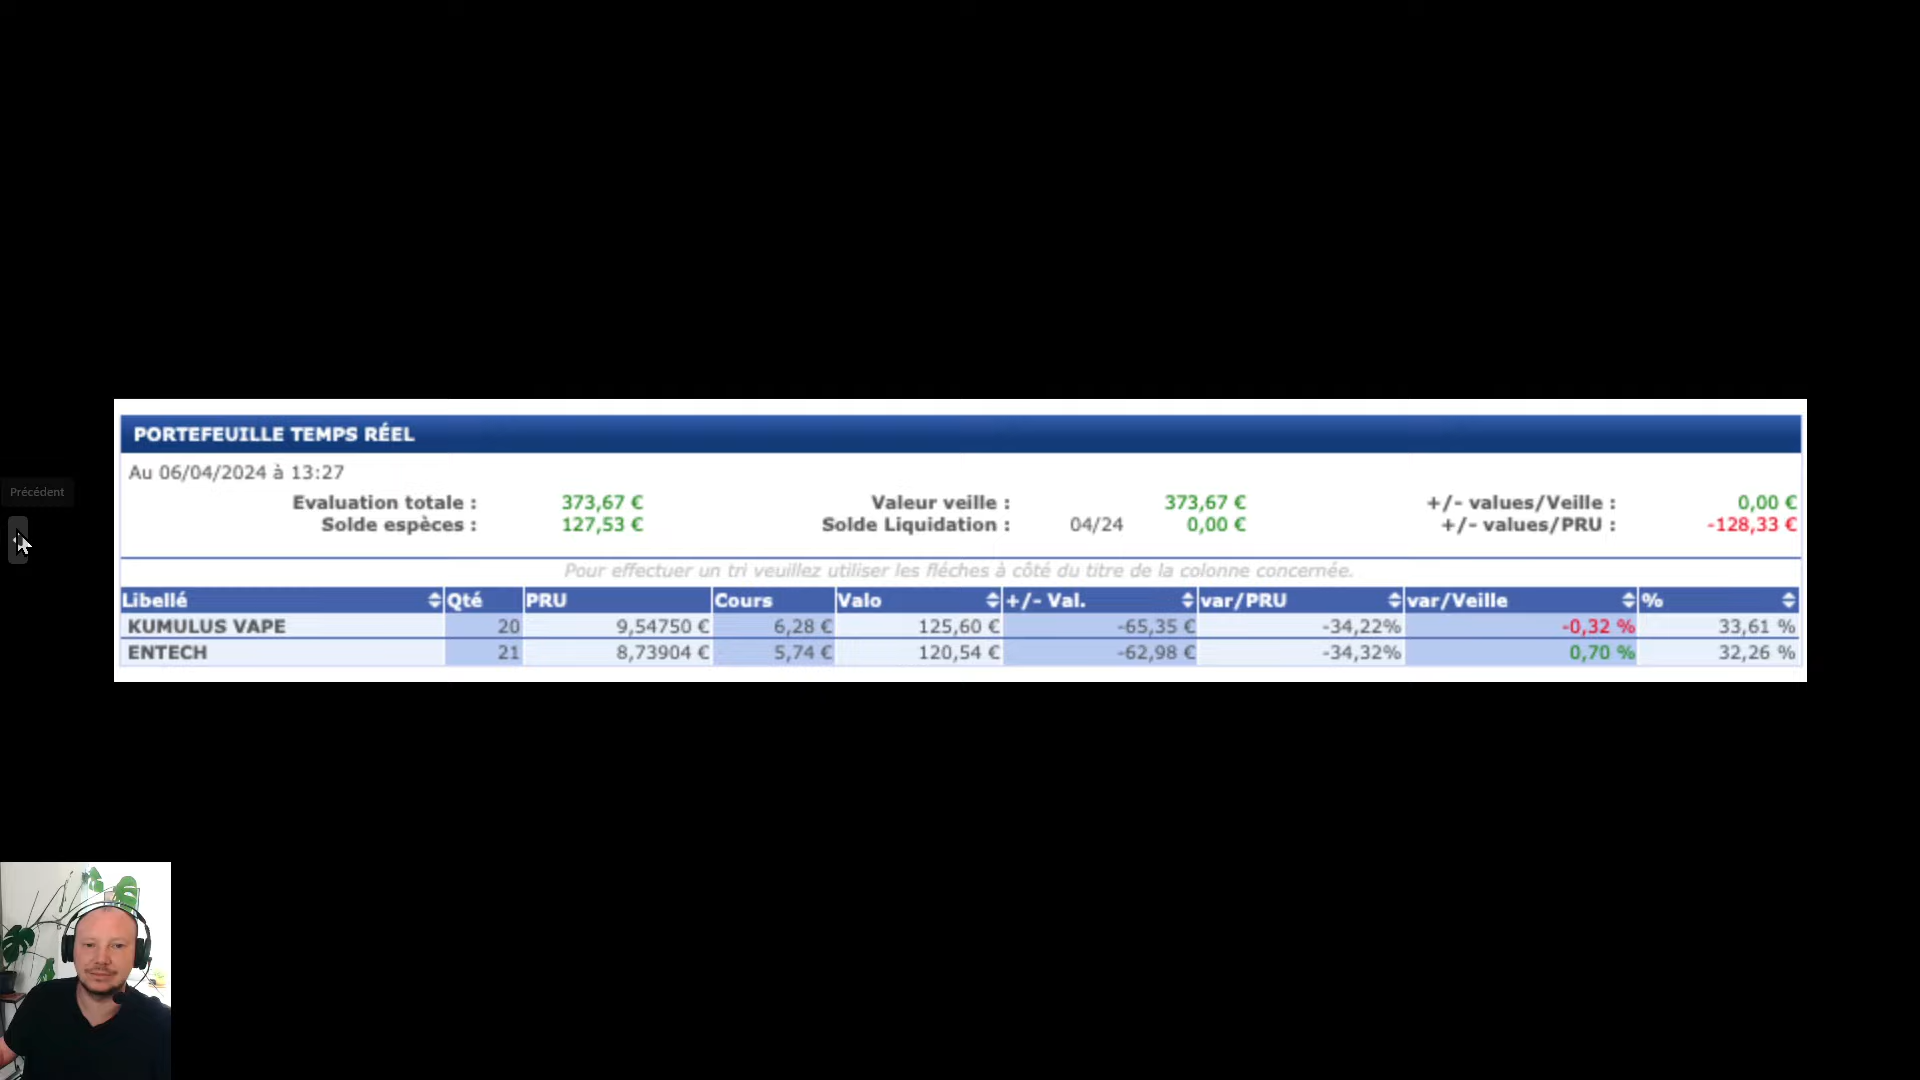 PORTEFEUILLE TEMPS RÉEL
Au 06/04/2024 à 13:27
Evaluation totale : 373,67 € Valeur veille : 373,67 € +/- values/Veille : 0,00 €
Solde espèces : 127,53 € Solde Liquidation : 04/24 0,00 € +/- values/PRU : -128,33 €
Pour effectuer un tri veuillez utiliser les fléches à côté du titre de la colonne concernée.
Libellé Qté PRU Cours Valo +/- Val. var/PRU var/Veille %
KUMULUS VAPE 20 9,54750 € 6,28 € 125,60 € -65,35 € -34,22% -0,32 % 33,61 %
ENTECH 21 8,73904 € 5,74 € 120,54 € -62,98 € -34,32% 0,70 % 32,26 %
Précédent